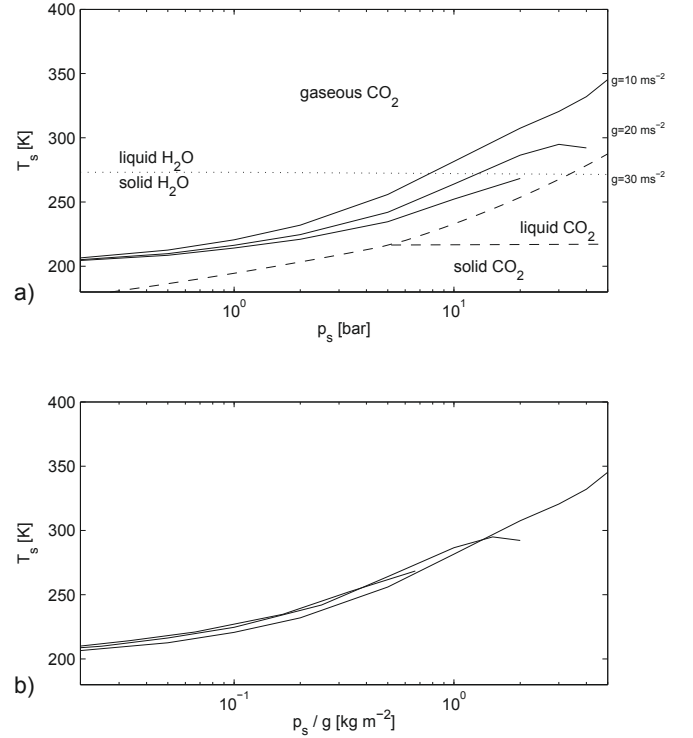 400
350
300
250
200
T_s [K]
gaseous CO_2
liquid H_2O
solid H_2O
liquid CO_2
solid CO_2
g=10 ms^-2
g=20 ms^-2
g=30 ms^-2
10^0
10^1
p_s [bar]
a)
400
350
300
250
200
T_s [K]
10^−1
10^0
p_s / g [kg m^−2]
b)